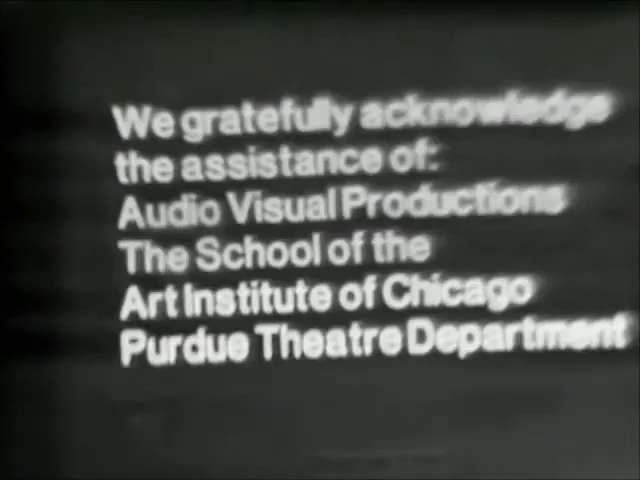 We gratefully acknowledge
the assistance of:
Audio Visual Productions
The School of the
Art Institute of Chicago
Purdue Theatre Department